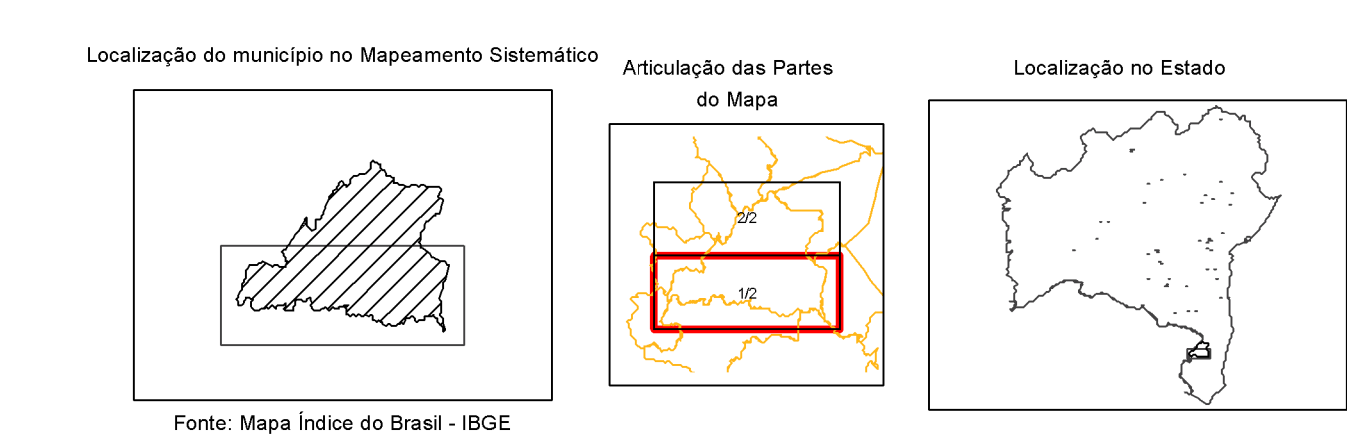 Localização do município no Mapeamento Sistemático
Fonte: Mapa Índice do Brasil - IBGE
Articulação das Partes
do Mapa
2/2
1/2
Localização no Estado